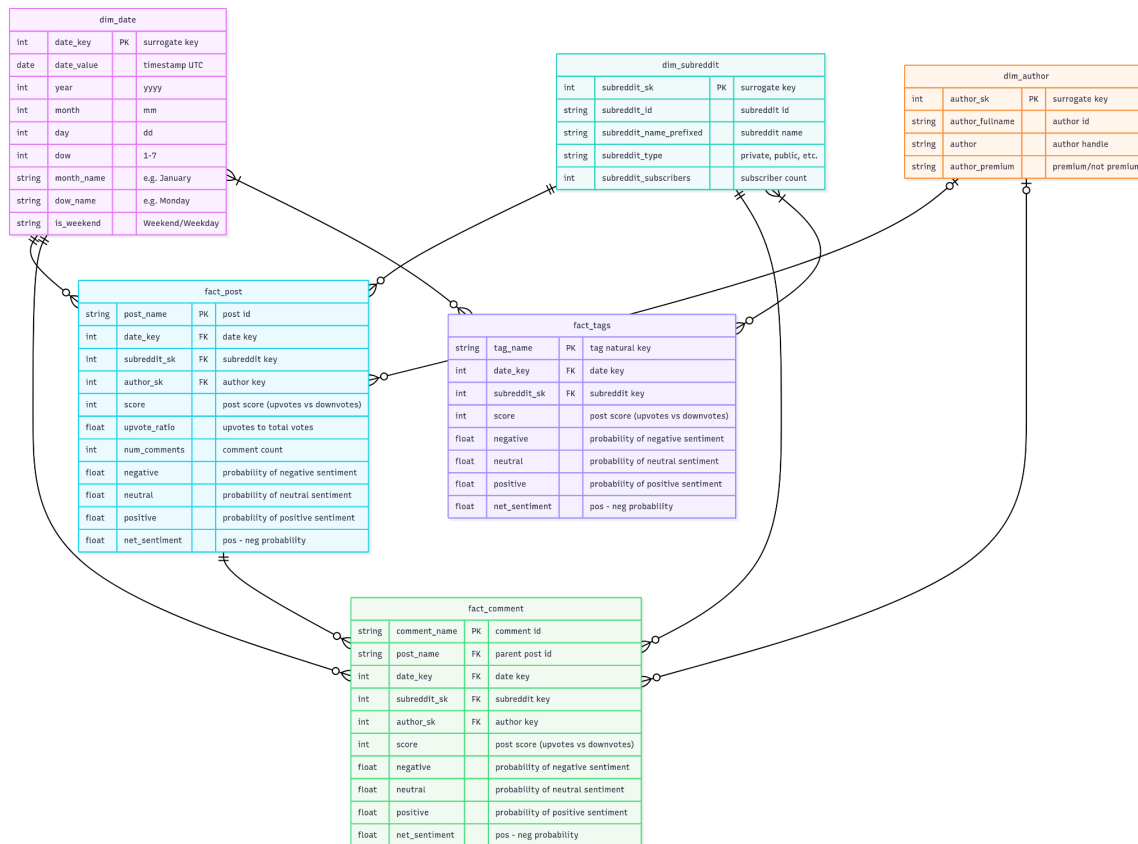 dim_date
int date_key PK surrogate key
date date_value timestamp UTC
int year yyyy
int month mm
int day dd
int dow 1-7
string month_name e.g. January
string dow_name e.g. Monday
string is_weekend Weekend/Weekday
dim_subreddit
int subreddit_sk PK surrogate key
string subreddit_id subreddit id
string subreddit_name_prefixed subreddit name
string subreddit_type private, public, etc.
int subreddit_subscribers subscriber count
dim_author
int author_sk PK surrogate key
string author_fullname author id
string author author handle
string author_premium premium/not premium
fact_post
string post_name PK post id
int date_key FK date key
int subreddit_sk FK subreddit key
int author_sk FK author key
int score post score (upvotes vs downvotes)
float upvote_ratio upvotes to total votes
int num_comments comment count
float negative probability of negative sentiment
float neutral probability of neutral sentiment
float positive probability of positive sentiment
float net_sentiment pos - neg probability
fact_tags
string tag_name PK tag natural key
int date_key FK date key
int subreddit_sk FK subreddit key
int score post score (upvotes vs downvotes)
float negative probability of negative sentiment
float neutral probability of neutral sentiment
float positive probability of positive sentiment
float net_sentiment pos - neg probability
fact_comment
string comment_name PK comment id
string post_name FK parent post id
int date_key FK date key
int subreddit_sk FK subreddit key
int author_sk FK author key
int score post score (upvotes vs downvotes)
float negative probability of negative sentiment
float neutral probability of neutral sentiment
float positive probability of positive sentiment
float net_sentiment pos - neg probability